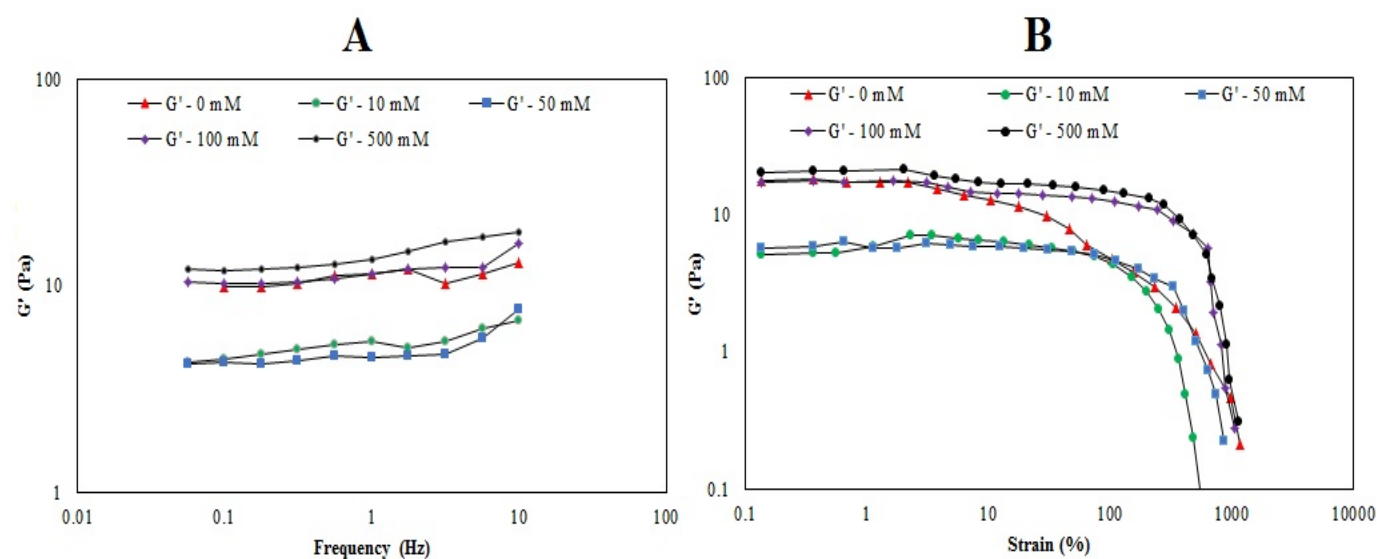 A
B
100
G' - 0 mM
G' - 10 mM
G' - 50 mM
G' - 100 mM
G' - 500 mM
G' (Pa)
10
1
0.01
0.1
1
10
100
Frequency (Hz)
100
G' - 0 mM
G' - 10 mM
G' - 50 mM
G' - 100 mM
G' - 500 mM
G' (Pa)
10
1
0.1
0.1
1
10
100
1000
10000
Strain (%)